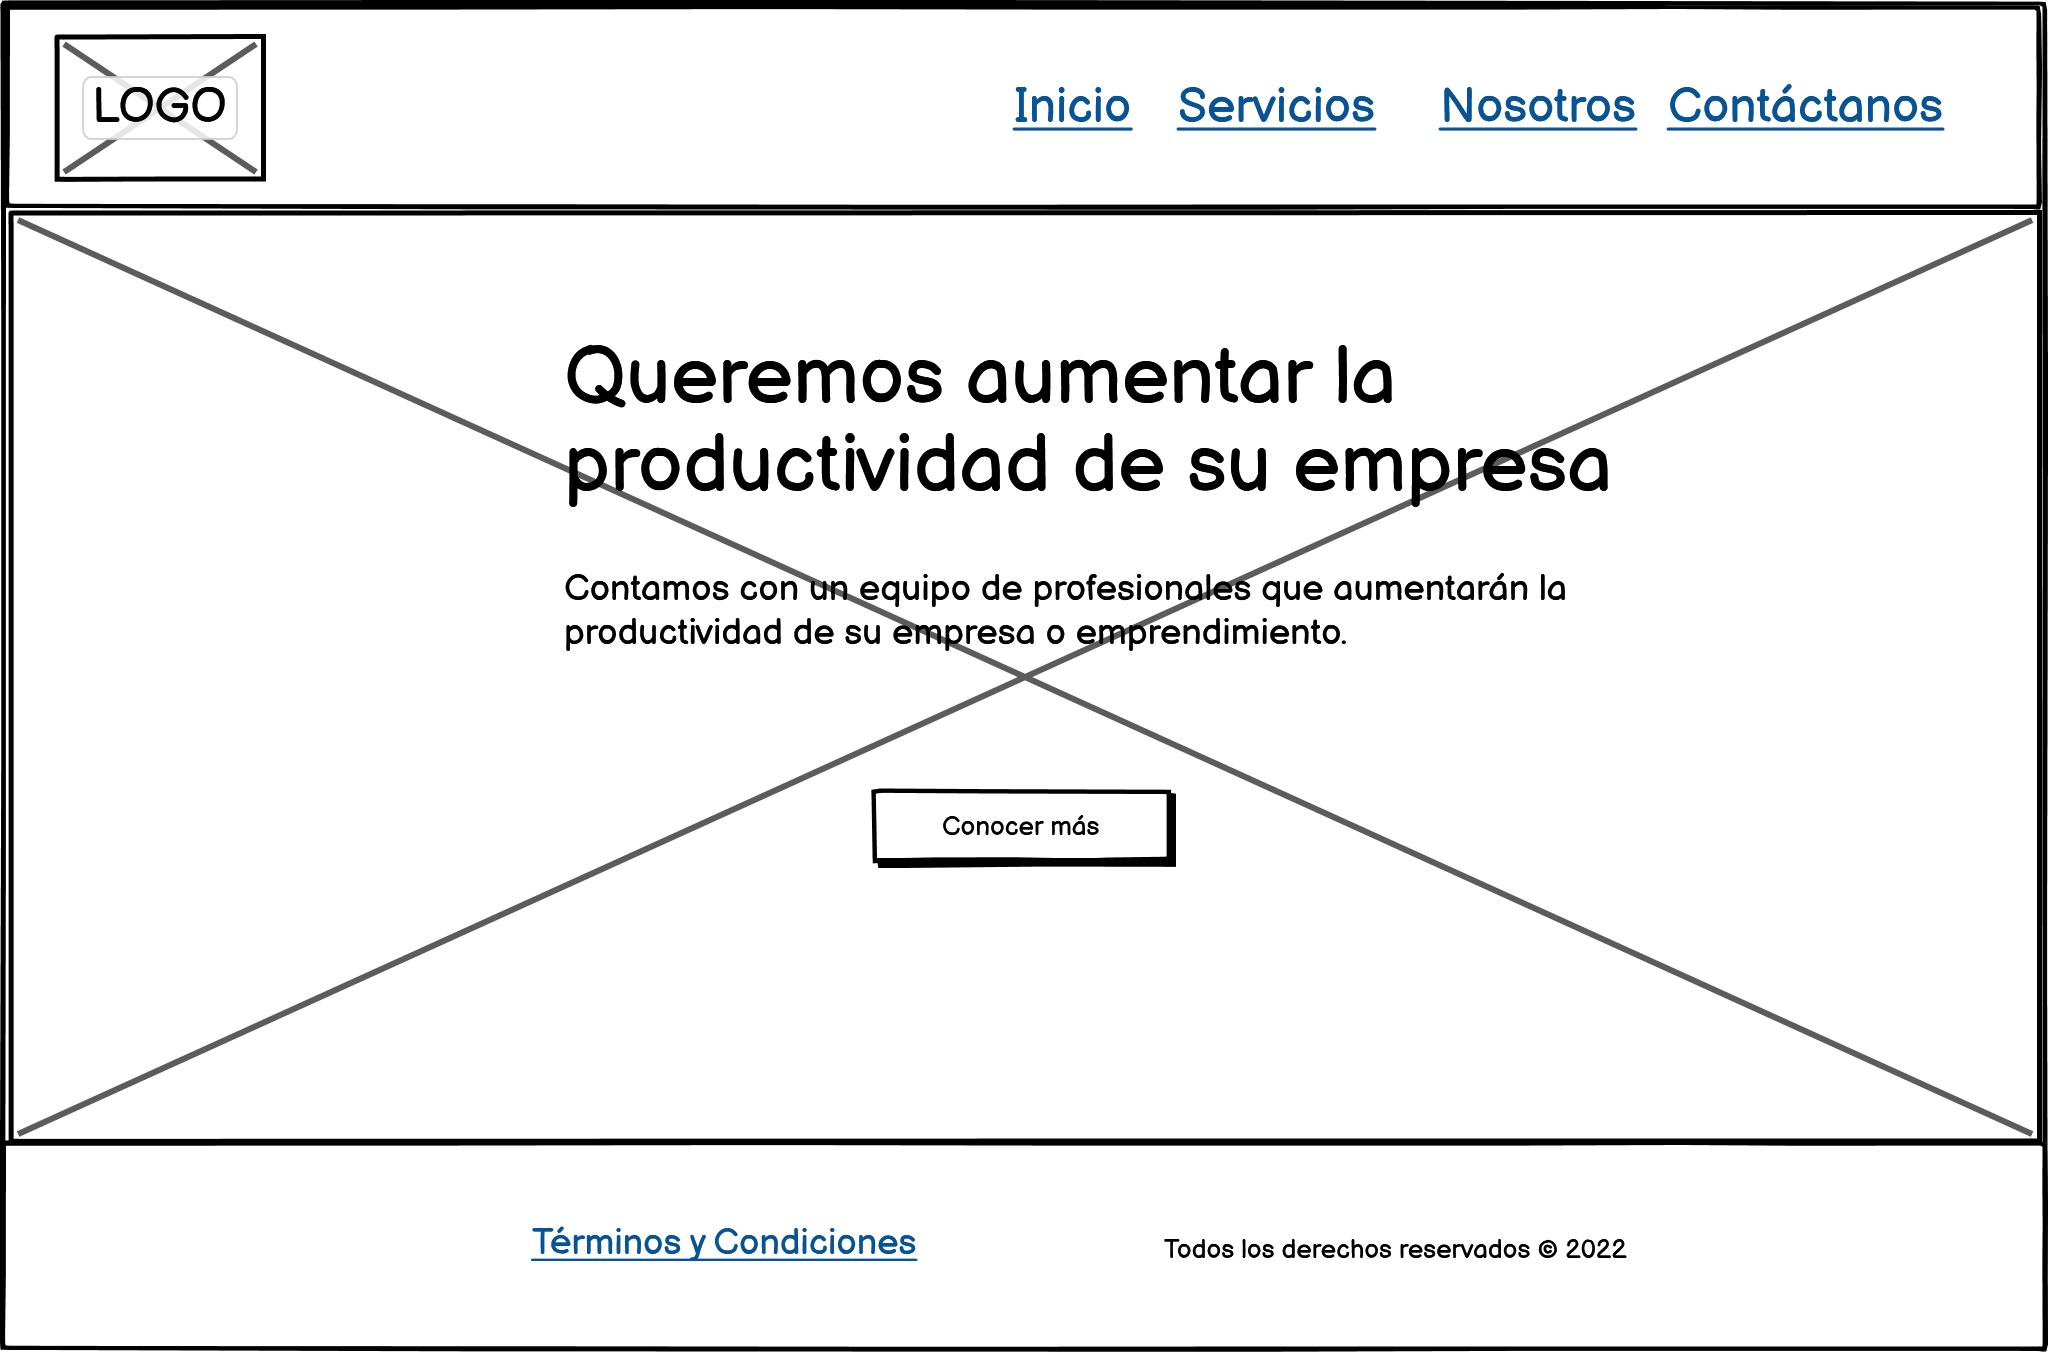 LOGO
Inicio Servicios Nosotros Contáctanos
Queremos aumentar la
productividad de su empresa
Contamos con un equipo de profesionales que aumentarán la
productividad de su empresa o emprendimiento.
Conocer más
Términos y Condiciones Todos los derechos reservados © 2022